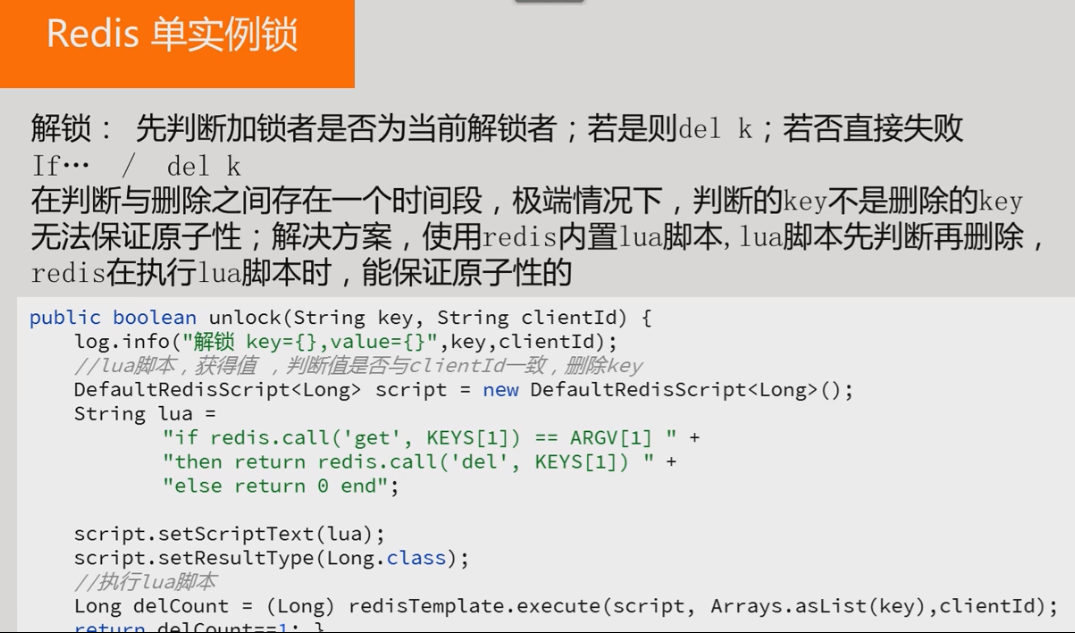 Redis 单实例锁
解锁： 先判断加锁者是否为当前解锁者；若是则del k；若否直接失败
If… / del k
在判断与删除之间存在一个时间段，极端情况下，判断的key不是删除的key
无法保证原子性；解决方案，使用redis内置lua脚本,lua脚本先判断再删除，
redis在执行lua脚本时，能保证原子性的
public boolean unlock(String key, String clientId) {
log.info("解锁 key={},value={}",key,clientId);
//lua脚本，获得值 ，判断值是否与clientId一致，删除key
DefaultRedisScript<Long> script = new DefaultRedisScript<Long>();
String lua =
"if redis.call('get', KEYS[1]) == ARGV[1] " +
"then return redis.call('del', KEYS[1]) " +
"else return 0 end";
script.setScriptText(lua);
script.setResultType(Long.class);
//执行lua脚本
Long delCount = (Long) redisTemplate.execute(script, Arrays.asList(key),clientId);
return delCount==1; }